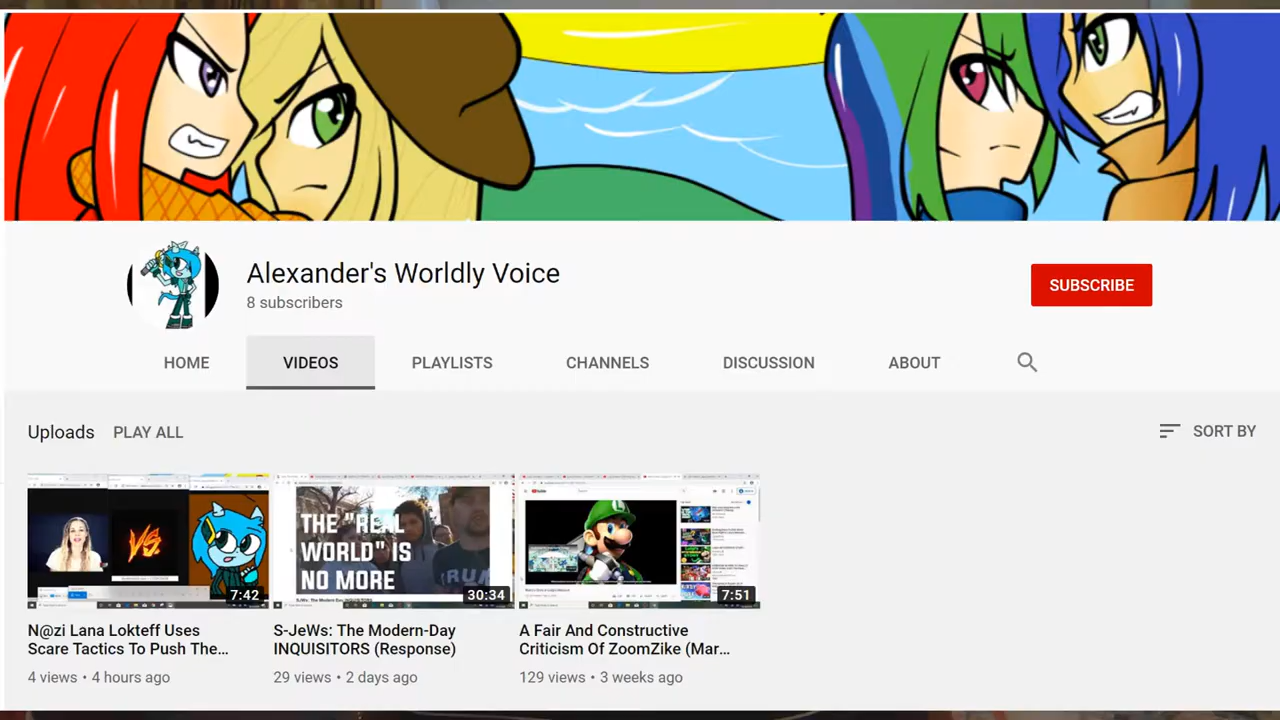 Alexander's Worldly Voice
8 subscribers
SUBSCRIBE
HOME VIDEOS PLAYLISTS CHANNELS DISCUSSION ABOUT
Uploads PLAY ALL SORT BY
VS
7:42
THE "REAL
WORLD" IS
NO MORE
30:34
7:51
N@zi Lana Lokteff Uses
Scare Tactics To Push The...
4 views • 4 hours ago
S-JeWs: The Modern-Day
INQUISITORS (Response)
29 views • 2 days ago
A Fair And Constructive
Criticism Of ZoomZike (Mar...
129 views • 3 weeks ago